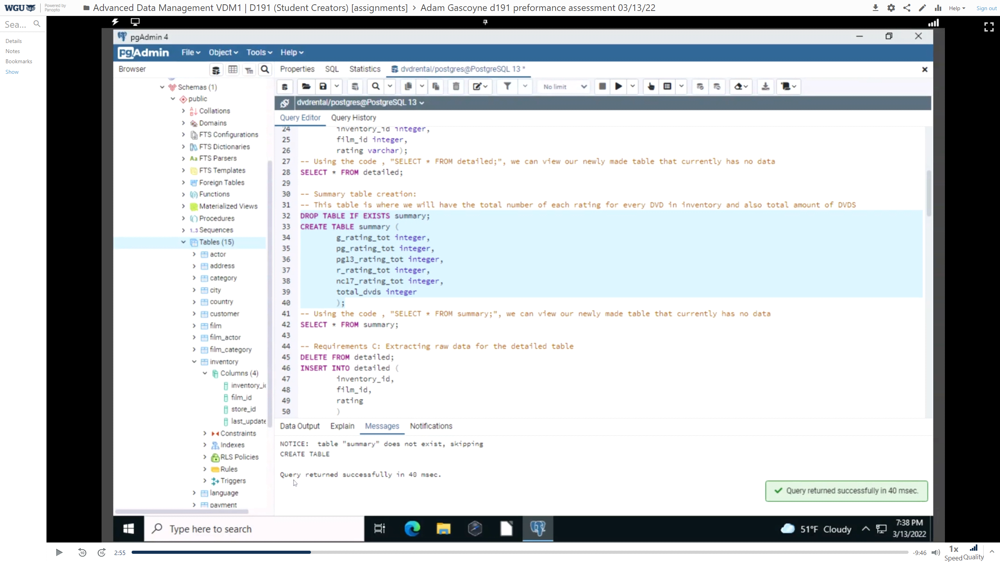 WGU Powered by Panopto
Advanced Data Management VDM1 | D191 (Student Creators) [assignments] > Adam Gascoyne d191 preformance assessment 03/13/22
Help
Sign out
Sea...
Details
Notes
Bookmarks
Show
pgAdmin 4
pgAdmin File Object Tools Help
Browser
Properties SQL Statistics dvdrental/postgres@PostgreSQL 13 *
No limit
dvdrental/postgres@PostgreSQL 13
Query Editor Query History
Schemas (1)
public
Collations
Domains
FTS Configurations
FTS Dictionaries
Aa FTS Parsers
FTS Templates
Foreign Tables
Functions
Materialized Views
Procedures
1..3 Sequences
Tables (15)
actor
address
category
city
country
customer
film
film_actor
film_category
inventory
Columns (4)
inventory_i
film_id
store_id
last_update
Constraints
Indexes
RLS Policies
Rules
Triggers
language
payment
24 inventory_id integer,
25 film_id integer,
26 rating varchar);
27 -- Using the code , "SELECT * FROM detailed;", we can view our newly made table that currently has no data
28 SELECT * FROM detailed;
29
30 -- Summary table creation:
31 -- This table is where we will have the total number of each rating for every DVD in inventory and also total amount of DVDS
32 DROP TABLE IF EXISTS summary;
33 CREATE TABLE summary (
34 g_rating_tot integer,
35 pg_rating_tot integer,
36 pg13_rating_tot integer,
37 r_rating_tot integer,
38 nc17_rating_tot integer,
39 total_dvds integer
40 );
41 -- Using the code , "SELECT * FROM summary;", we can view our newly made table that currently has no data
42 SELECT * FROM summary;
43
44 -- Requirements C: Extracting raw data for the detailed table
45 DELETE FROM detailed;
46 INSERT INTO detailed (
47 inventory_id,
48 film_id,
49 rating
50 )
Data Output Explain Messages Notifications
NOTICE: table "summary" does not exist, skipping
CREATE TABLE
Query returned successfully in 40 msec.
Query returned successfully in 40 msec.
Type here to search
51°F Cloudy
7:38 PM
3/13/2022
10 10 2:55
-9:46
1x
Speed Quality